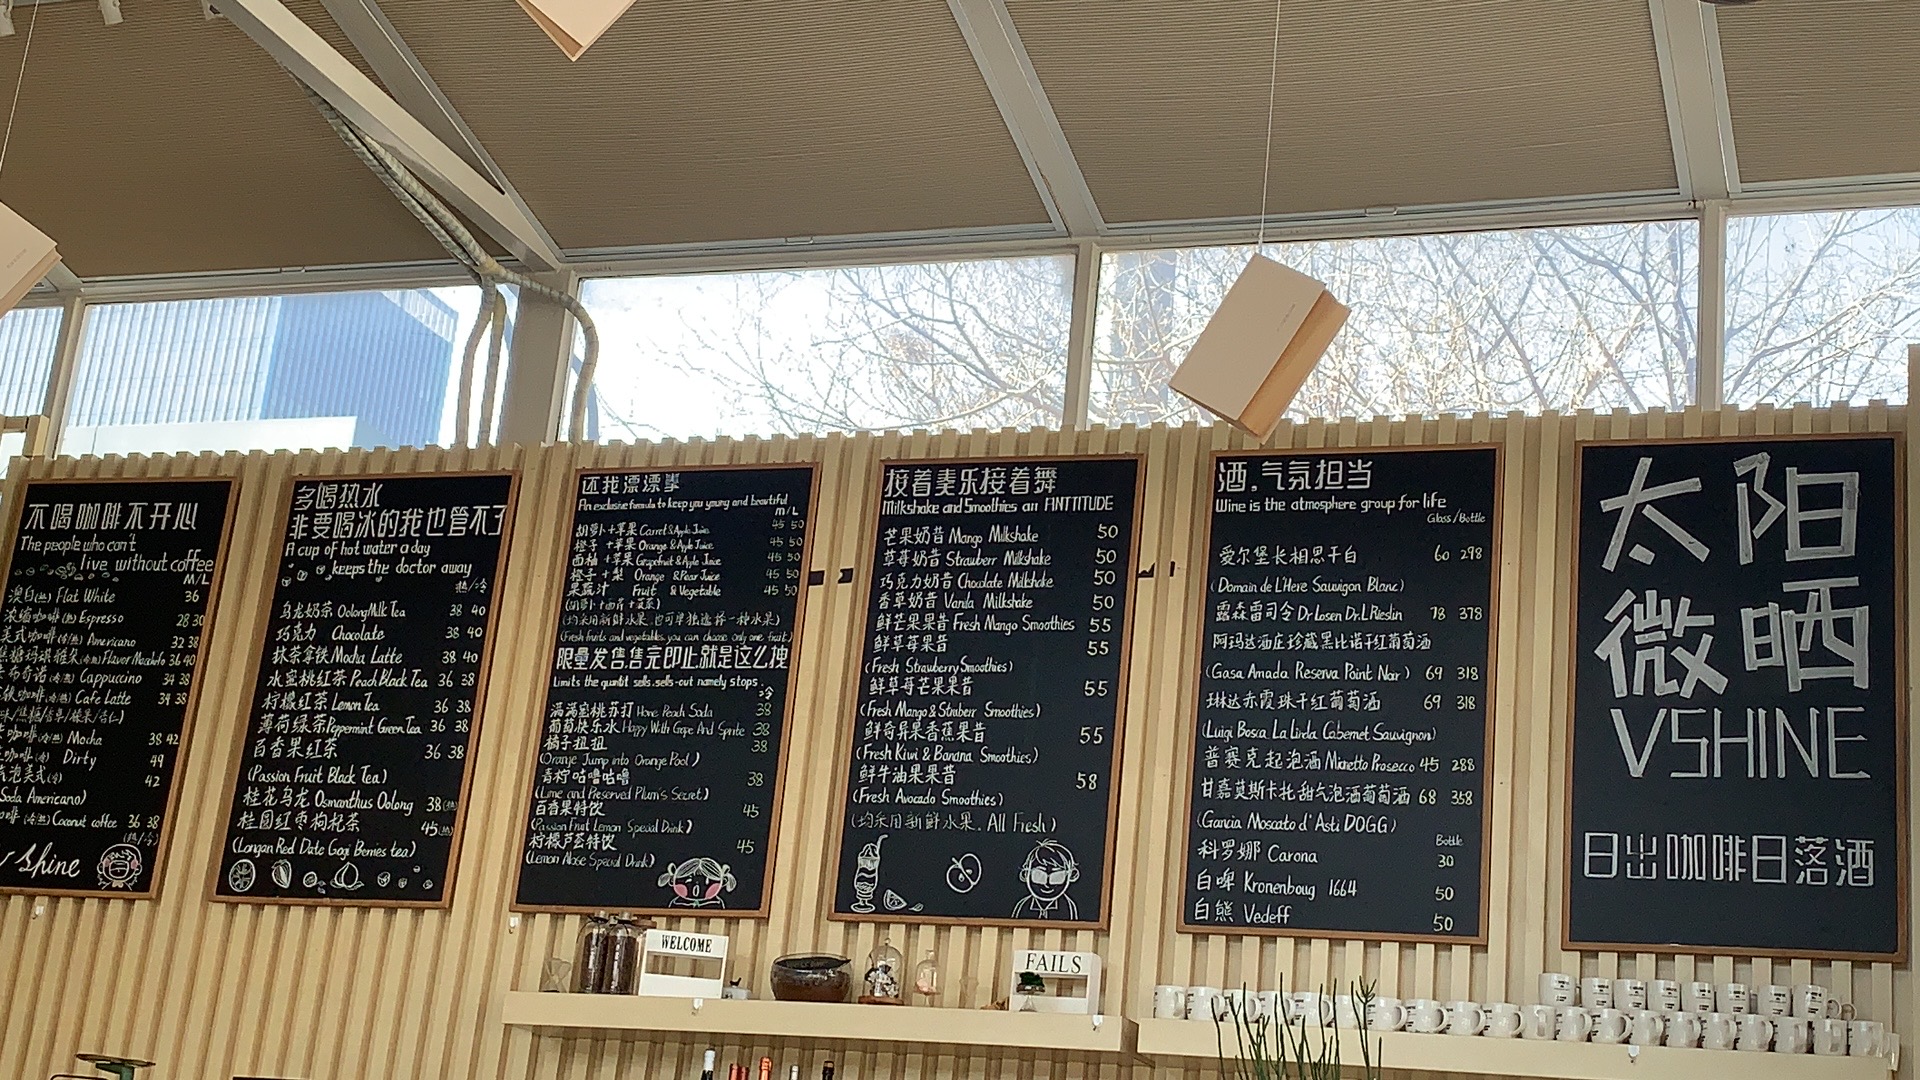 不喝咖啡不开心
The people who can't
live without coffee
M/L
澳白(热) Flat White 36
浓缩咖啡(热) Espresso 28 30
美式咖啡(冷/热) Americano 32 38
焦糖玛琪雅朵(冷/热) Flavor Macchiato 36 40
卡布奇诺(热) Cappuccino 34 38
拿铁咖啡(冷/热) Cafe Latte 34 38
咖啡(冷/热) Mocha 38 42
咖啡(冷) Dirty 49
气泡美式(冷) 42
Soda Americano)
咖啡(冷/热) Coconut coffee 36 38
(热/冷)
Shine
多喝热水
非要喝冰的我也管不了
A cup of hot water a day
keeps the doctor away
热/冷
乌龙奶茶 Oolong Milk Tea 38 40
巧克力 Chocolate 38 40
抹茶拿铁 Modia Latte 38 40
水蜜桃红茶 Peach Black Tea 36 38
柠檬红茶 Lemon Tea 36 38
薄荷绿茶 Peppermint Green Tea 36 38
百香果红茶 36 38
(Passion Fruit Black Tea)
桂花乌龙 Osmanthus Oolong 38(热)
桂圆红枣枸杞茶 45(热)
(Longan Red Date Gogi Berries tea)
还我漂漂拳
An exclusive formula to keep you young and beautiful
M/L
胡萝卜+苹果 Carret & Apple Juice 45 50
橙子+苹果 Orange & Apple Juice 45 50
西柚+苹果 Grapefruit & Apple Juice 45 50
橙子+梨 Orange & Pear Juice 45 50
果蔬汁 Fruit & Vegetable 45 50
(胡萝卜+西芹+菠菜)
(均采用新鲜水果,也可单独选择一种水果)
(Fresh fruits and vegetables, you can choose only one fruit)
限量发售,售完即止,就是这么拽
Limits the quantit sells, sells-out namely stops.
冷
满满蜜桃苏打 Hone Peach Soda 38
葡萄快乐水 Happy With Grape And Sprite 38
橘子扭扭 38
(Orange Jump into Orange Pool)
青柠咕噜咕噜 38
(Lime and Preserved Plum's Secret)
百香果特饮 45
(Passion Fruit Lemon Special Drink)
柠檬芦荟特饮 45
(Lemon Alose Special Drink)
接着奏乐接着舞
Milkshake and Smoothies an FINTTITUDE
芒果奶昔 Mango Milkshake 50
草莓奶昔 Strawberr Milkshake 50
巧克力奶昔 Chocolate Milkshake 50
香草奶昔 Vanila Milkshake 50
鲜芒果果昔 Fresh Mango Smoothies 55
鲜草莓果昔 55
(Fresh Strawberry Smoothies)
鲜草莓芒果果昔 55
(Fresh Mango & Struberr Smoothies)
鲜奇异果香蕉果昔 55
(Fresh Kiwi & Banana Smoothies)
鲜牛油果果昔 58
(Fresh Avocado Smoothies)
(均采用新鲜水果. All Fresh)
酒,气氛担当
Wine is the atmosphere group for life
Glass/Bottle
爱尔堡长相思干白 60 298
(Domain de L'Here Sauvigon Blanc)
露森雷司令 Dr Losen Dr.L Rieslin 78 378
阿玛达酒庄珍藏黑比诺干红葡萄酒
(Gasa Amada Reserva Point Noir) 69 318
琳达赤霞珠干红葡萄酒 69 318
(Luigi Bosca La Linda Cabernet Sauvignon)
普赛克起泡酒 Mionetto Prosecco 45 288
甘嘉莫斯卡托甜气泡酒葡萄酒 68 358
(Gancia Moscato d'Asti DOGG)
Bottle
科罗娜 Carona 30
白啤 Kronenboug 1664 50
白熊 Vedeff 50
太阳
微晒
VSHINE
日出咖啡日落酒
WELCOME
FAILS